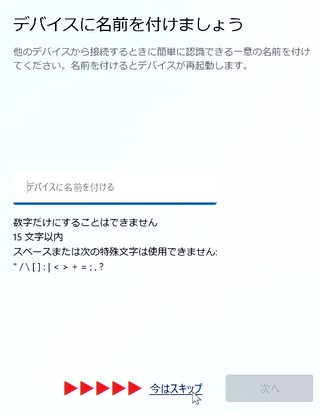 デバイスに名前を付けましょう
他のデバイスから接続するときに簡単に認識できる一意の名前を付け
てください。名前を付けるとデバイスが再起動します。
デバイスに名前を付ける
数字だけにすることはできません
15 文字以内
スペースまたは次の特殊文字は使用できません:
" / \ [ ] : | < > + = ; , ?
今はスキップ
次へ